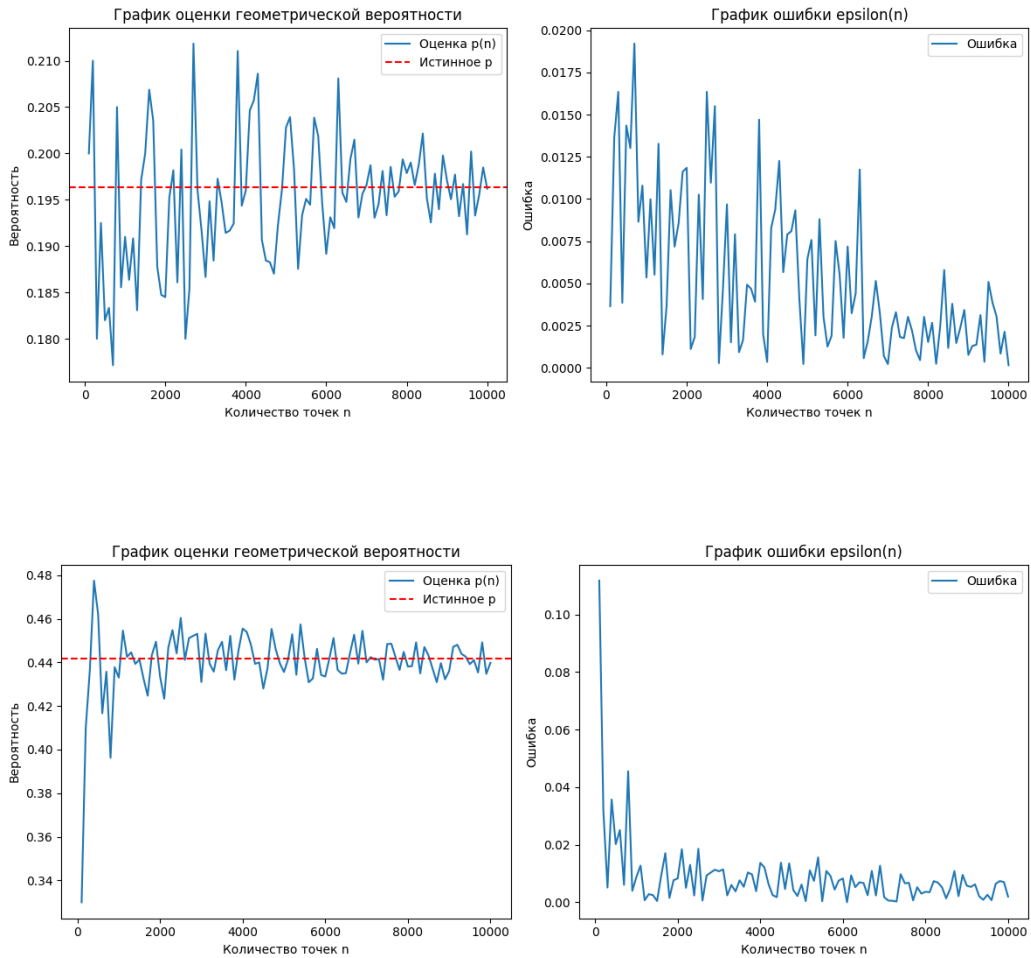 График оценки геометрической вероятности
Оценка p(n)
Истинное p
0.210
0.205
0.200
0.195
0.190
0.185
0.180
Вероятность
0 2000 4000 6000 8000 10000
Количество точек n
График ошибки epsilon(n)
Ошибка
0.0200
0.0175
0.0150
0.0125
0.0100
0.0075
0.0050
0.0025
0.0000
Ошибка
0 2000 4000 6000 8000 10000
Количество точек n
График оценки геометрической вероятности
Оценка p(n)
Истинное p
0.48
0.46
0.44
0.42
0.40
0.38
0.36
0.34
Вероятность
0 2000 4000 6000 8000 10000
Количество точек n
График ошибки epsilon(n)
Ошибка
0.10
0.08
0.06
0.04
0.02
0.00
Ошибка
0 2000 4000 6000 8000 10000
Количество точек n